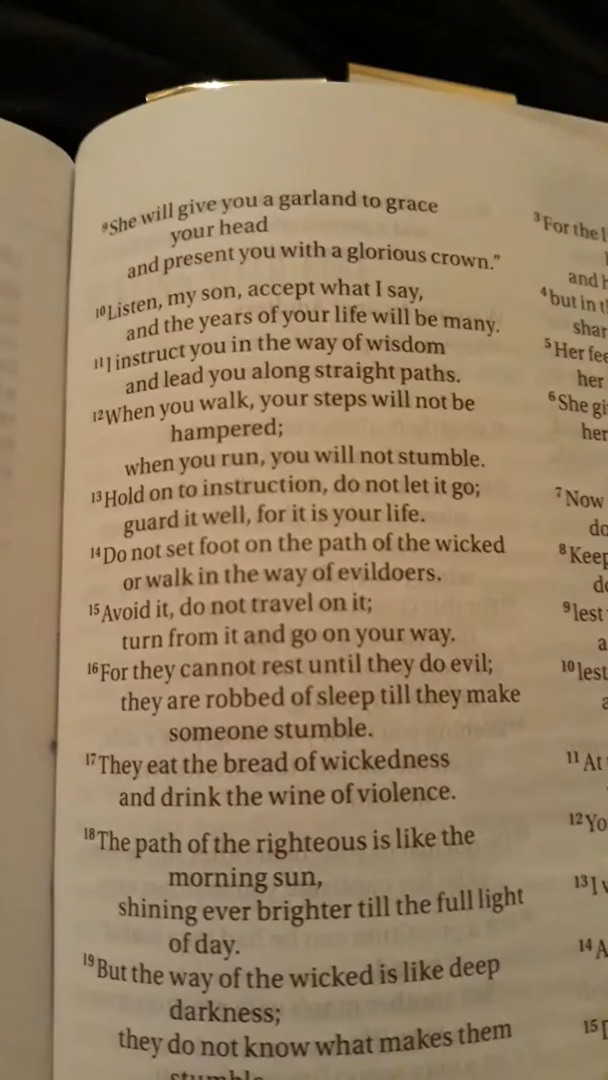 ⁹She will give you a garland to grace
your head
and present you with a glorious crown."
¹⁰Listen, my son, accept what I say,
and the years of your life will be many.
¹¹I instruct you in the way of wisdom
and lead you along straight paths.
¹²When you walk, your steps will not be
hampered;
when you run, you will not stumble.
¹³Hold on to instruction, do not let it go;
guard it well, for it is your life.
¹⁴Do not set foot on the path of the wicked
or walk in the way of evildoers.
¹⁵Avoid it, do not travel on it;
turn from it and go on your way.
¹⁶For they cannot rest until they do evil;
they are robbed of sleep till they make
someone stumble.
¹⁷They eat the bread of wickedness
and drink the wine of violence.
¹⁸The path of the righteous is like the
morning sun,
shining ever brighter till the full light
of day.
¹⁹But the way of the wicked is like deep
darkness;
they do not know what makes them
stumble
³For the
and
⁴but in
⁵Her
her
⁶She
her
⁷Now
⁸Keep
⁹lest
¹⁰lest
¹¹At
¹²
¹³I
¹⁴
¹⁵